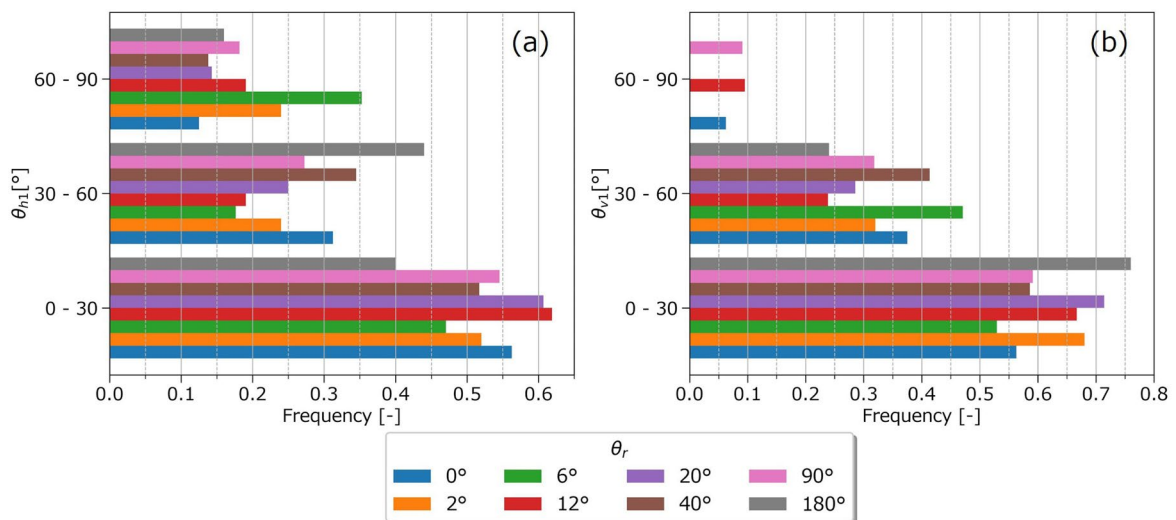 (a)
60 - 90
30 - 60
0 - 30
θh1[°]
0.0 0.1 0.2 0.3 0.4 0.5 0.6
Frequency [-]
(b)
60 - 90
30 - 60
0 - 30
θv1[°]
0.0 0.1 0.2 0.3 0.4 0.5 0.6 0.7 0.8
Frequency [-]
θr
0° 6° 20° 90°
2° 12° 40° 180°